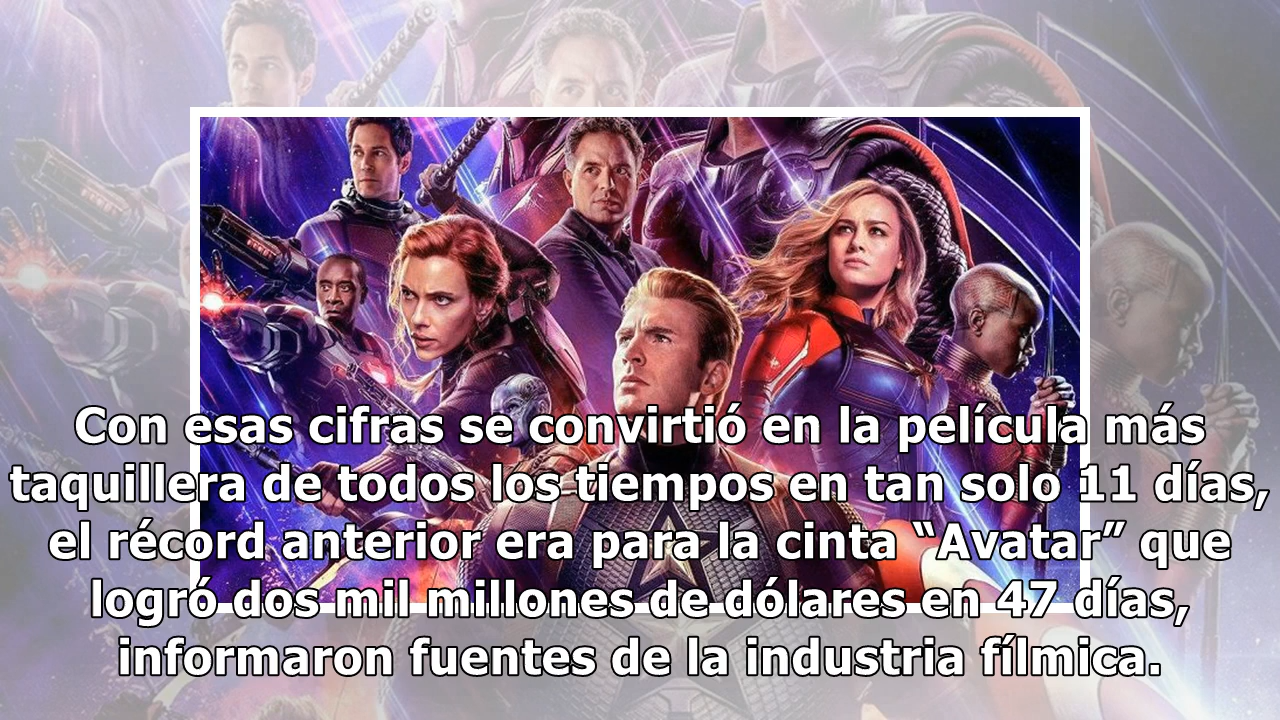 Con esas cifras se convirtió en la película más
taquillera de todos los tiempos en tan solo 11 días,
el récord anterior era para la cinta “Avatar” que
logró dos mil millones de dólares en 47 días,
informaron fuentes de la industria fílmica.